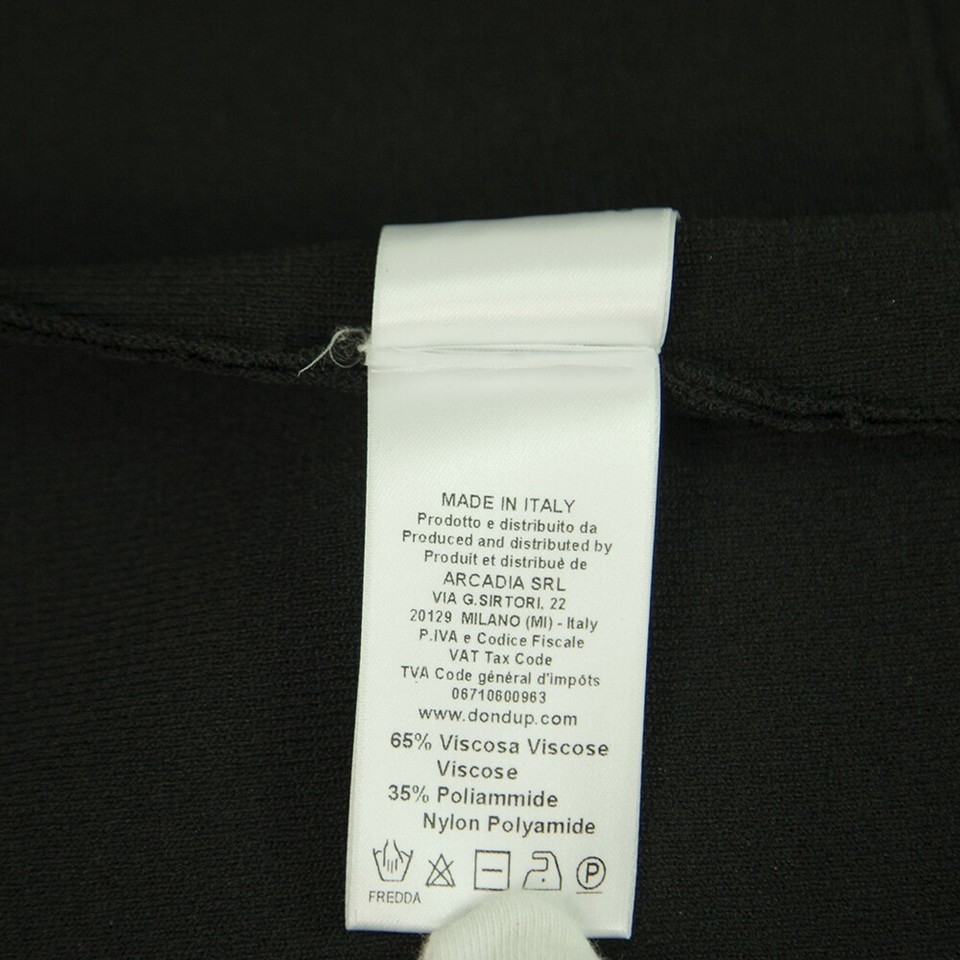 MADE IN ITALY
Prodotto e distribuito da
Produced and distributed by
Produit et distribuè de
ARCADIA SRL
VIA G.SIRTORI, 22
20129 MILANO (MI) - Italy
P.IVA e Codice Fiscale
VAT Tax Code
TVA Code général d'impôts
06710600963
www.dondup.com
65% Viscosa Viscose
Viscose
35% Poliammide
Nylon Polyamide
P
FREDDA